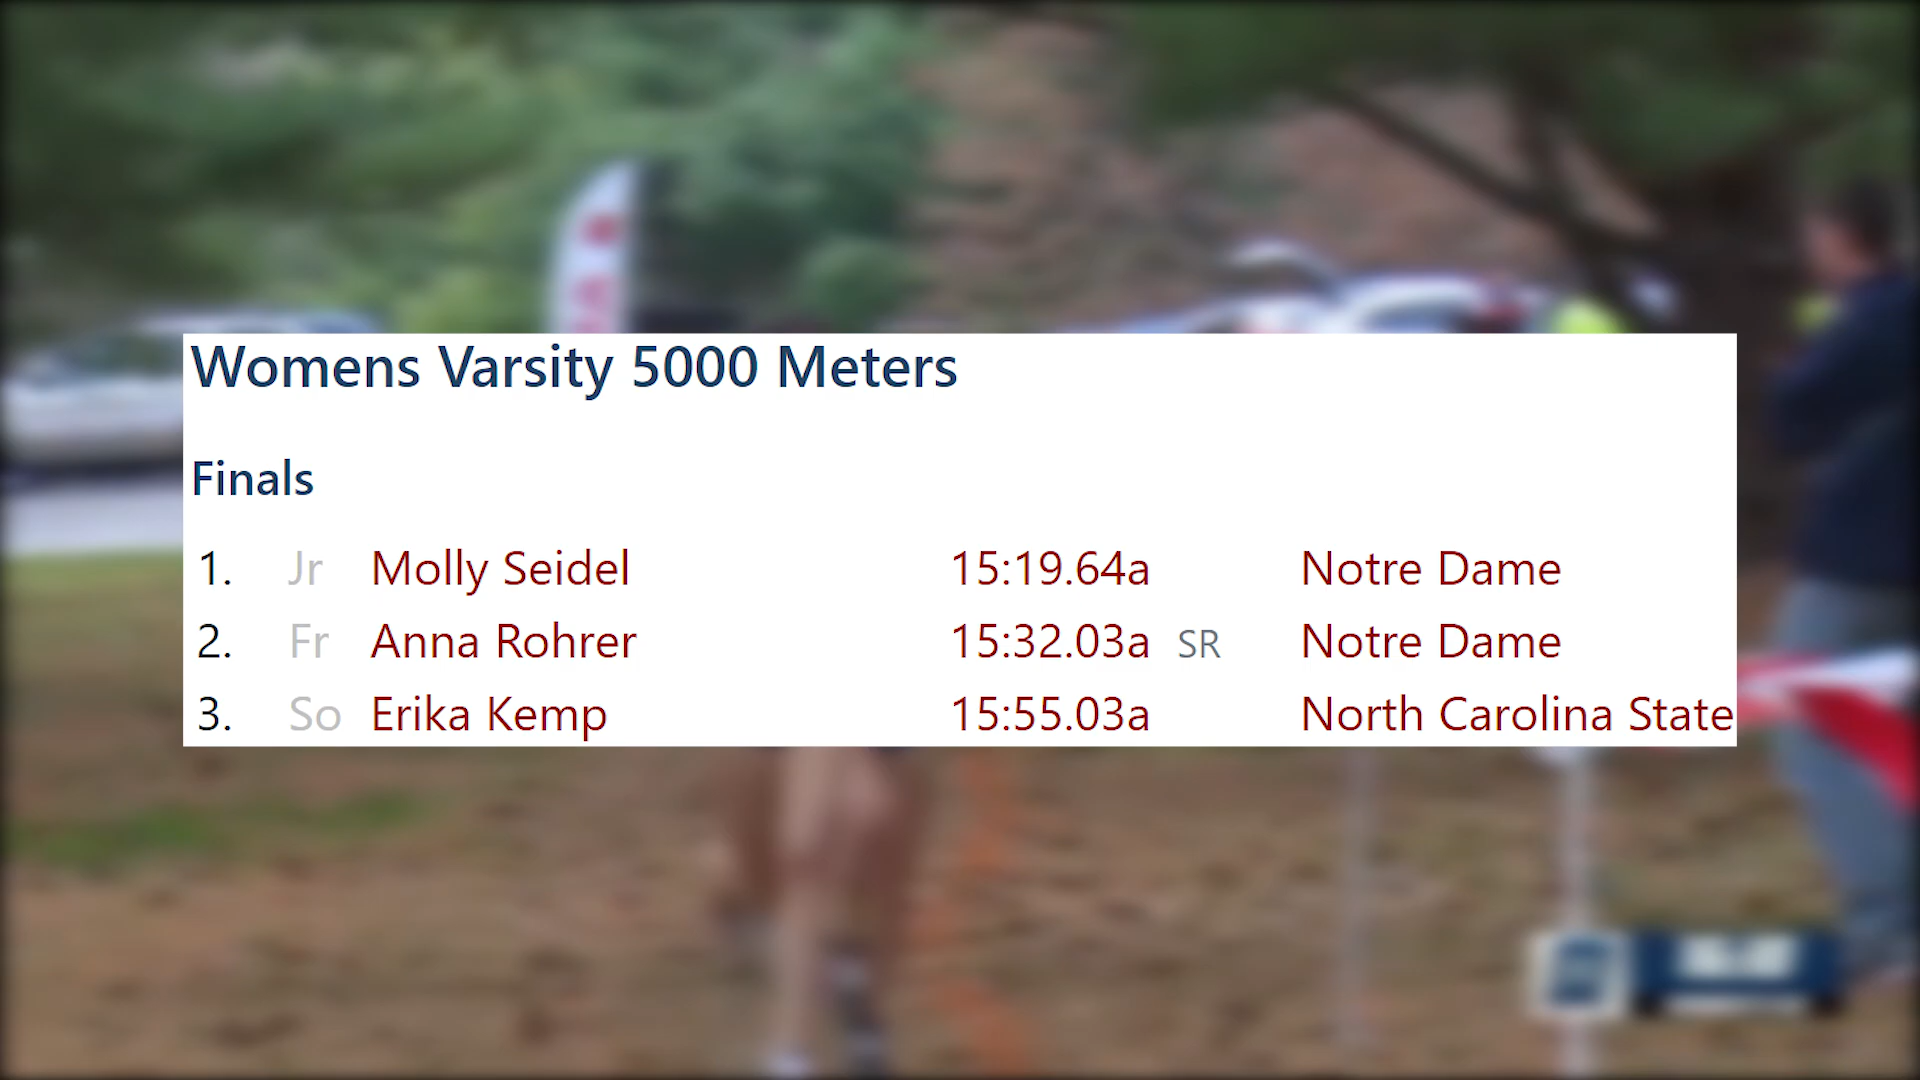 Womens Varsity 5000 Meters
Finals
1. Jr Molly Seidel 15:19.64a Notre Dame
2. Fr Anna Rohrer 15:32.03a SR Notre Dame
3. So Erika Kemp 15:55.03a North Carolina State